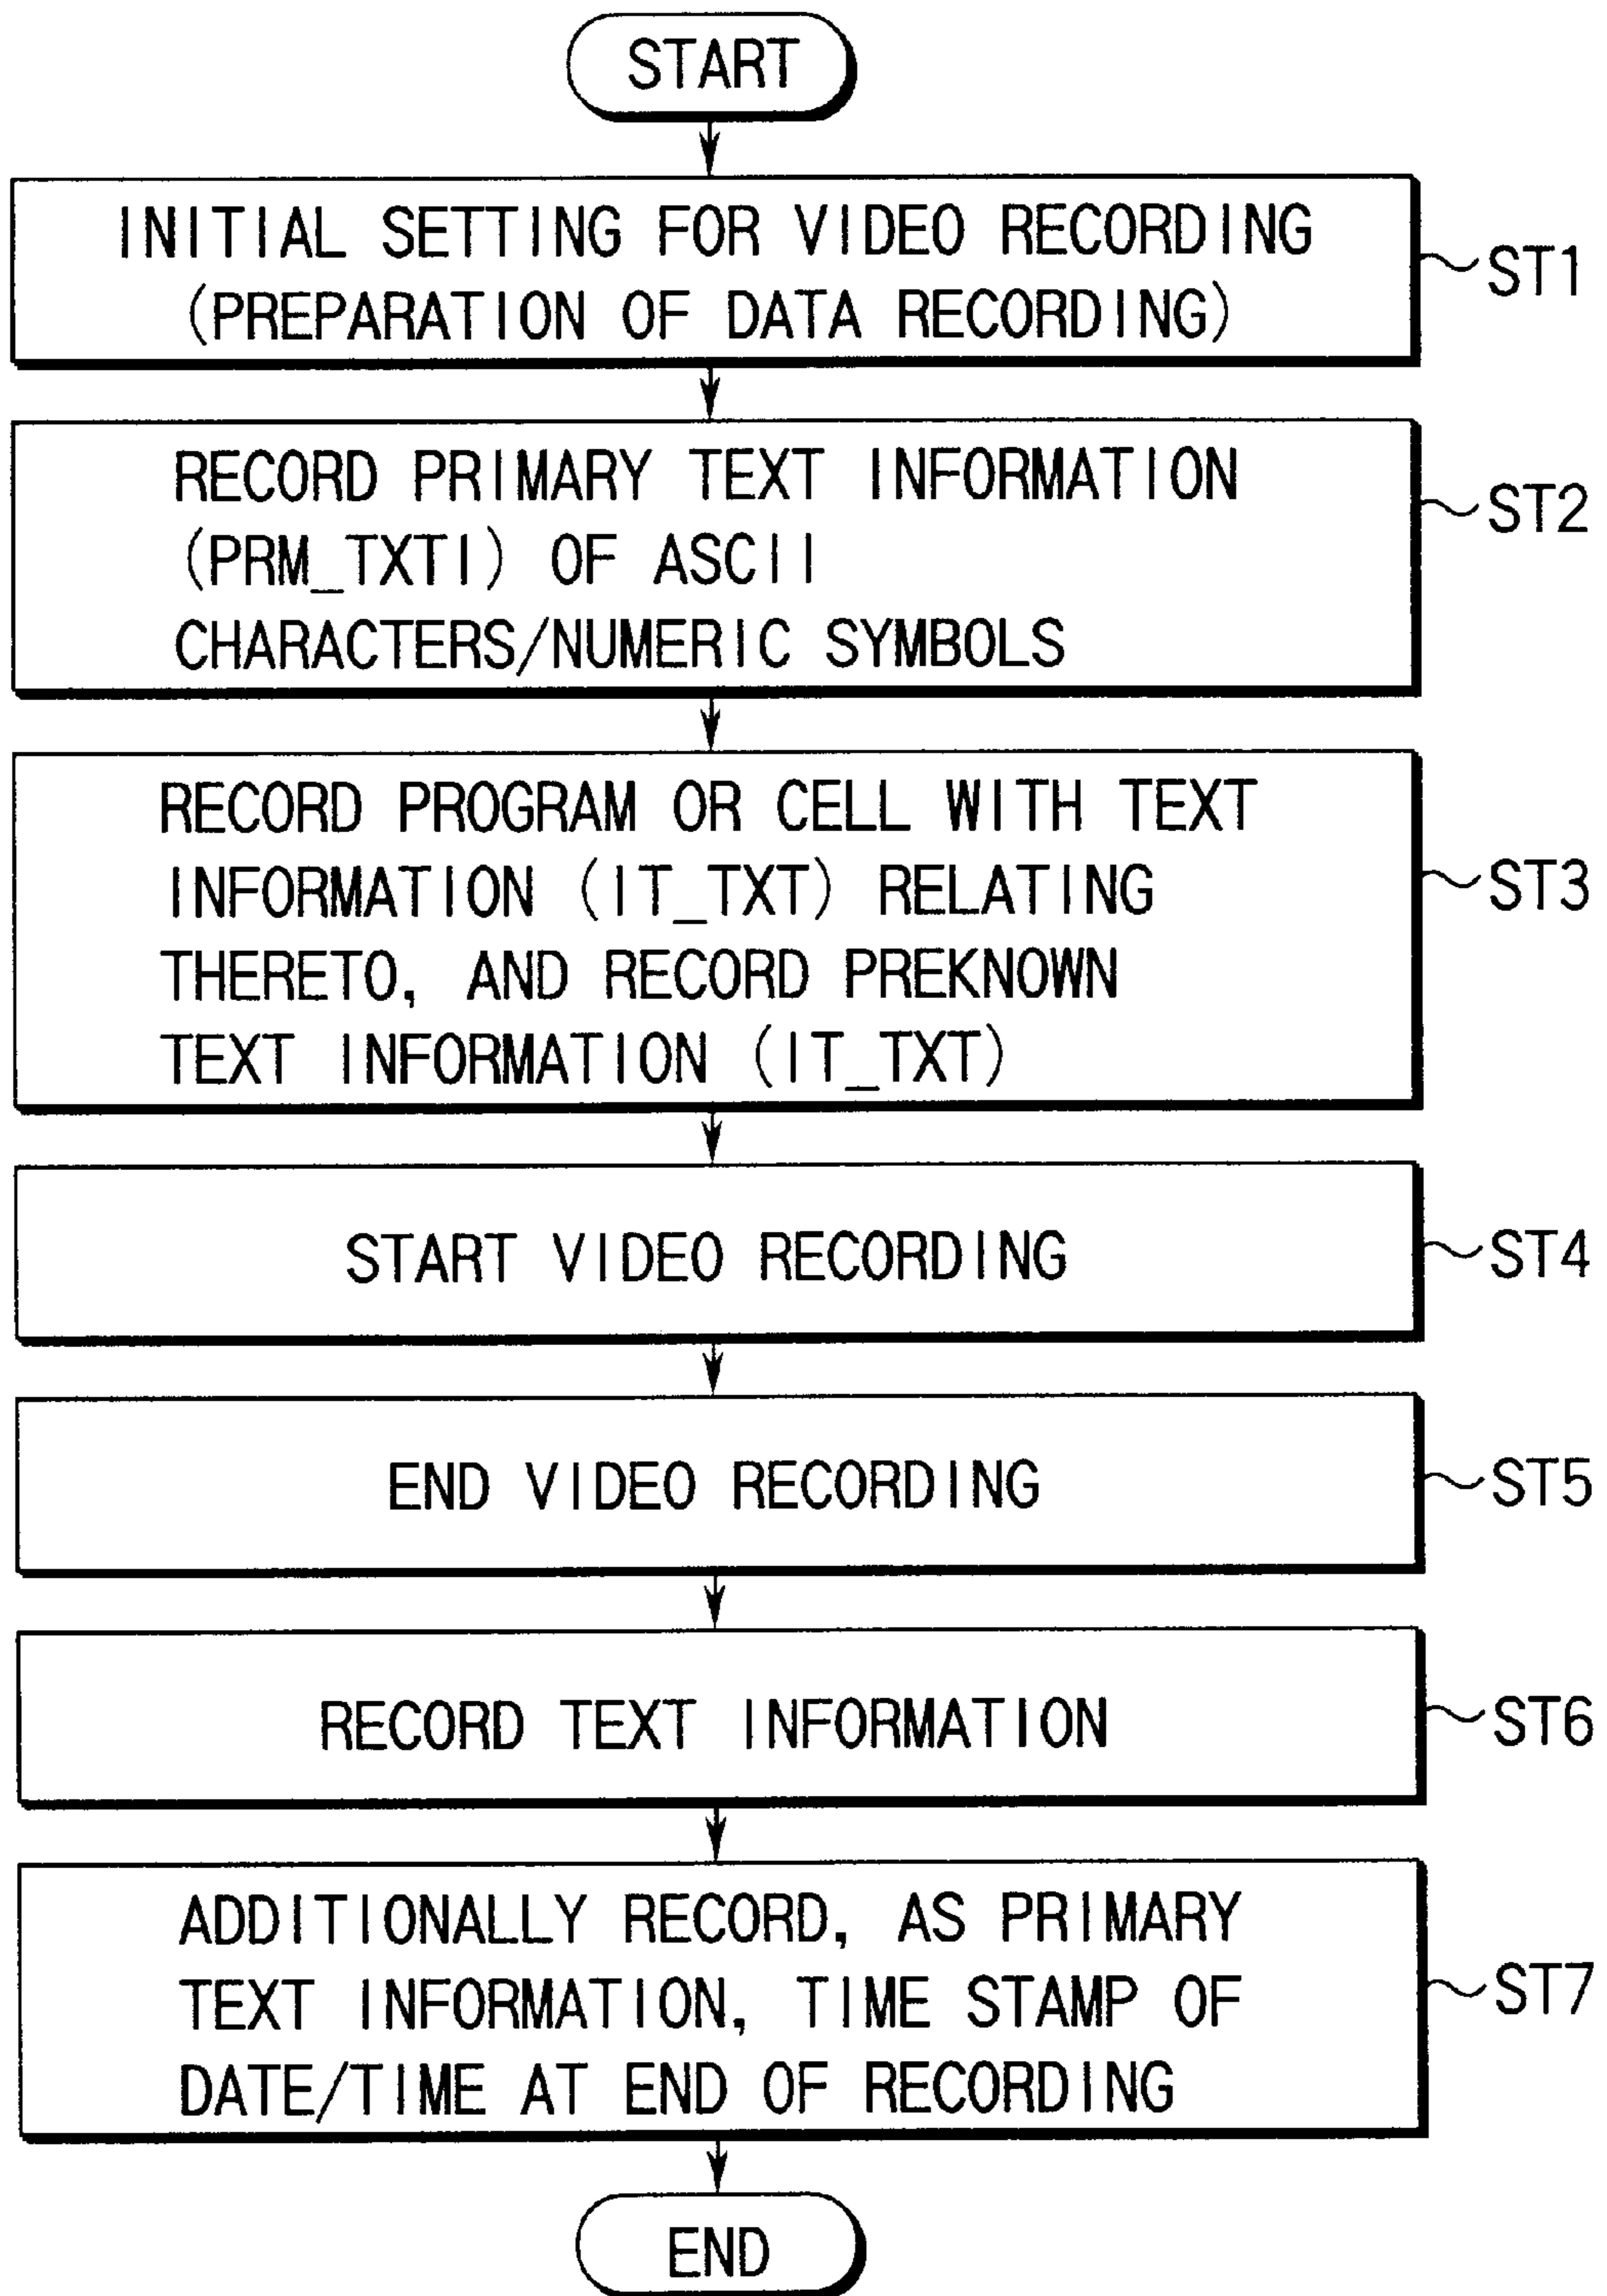 START
INITIAL SETTING FOR VIDEO RECORDING
(PREPARATION OF DATA RECORDING)
ST1
RECORD PRIMARY TEXT INFORMATION
(PRM_TXTI) OF ASCII
CHARACTERS/NUMERIC SYMBOLS
ST2
RECORD PROGRAM OR CELL WITH TEXT
INFORMATION (IT_TXT) RELATING
THERETO, AND RECORD PREKNOWN
TEXT INFORMATION (IT_TXT)
ST3
START VIDEO RECORDING
ST4
END VIDEO RECORDING
ST5
RECORD TEXT INFORMATION
ST6
ADDITIONALLY RECORD, AS PRIMARY
TEXT INFORMATION, TIME STAMP OF
DATE/TIME AT END OF RECORDING
ST7
END